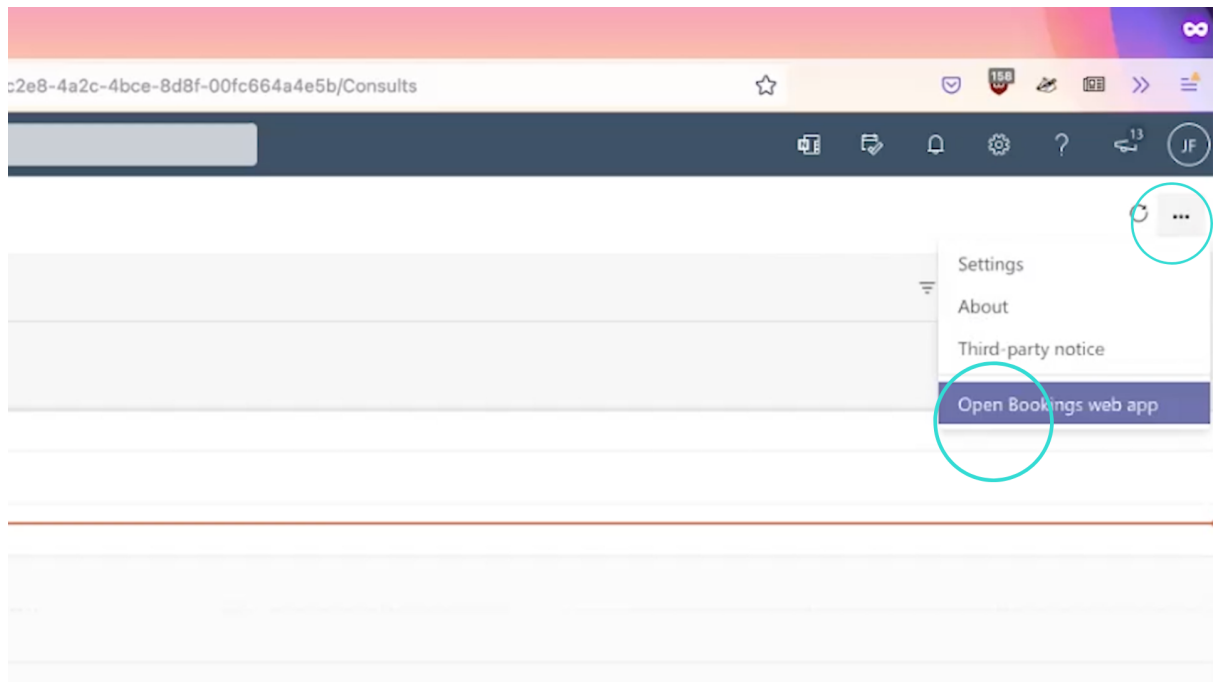 c2e8-4a2c-4bce-8d8f-00fc664a4e5b/Consults
158
13
JF
Settings
About
Third-party notice
Open Bookings web app